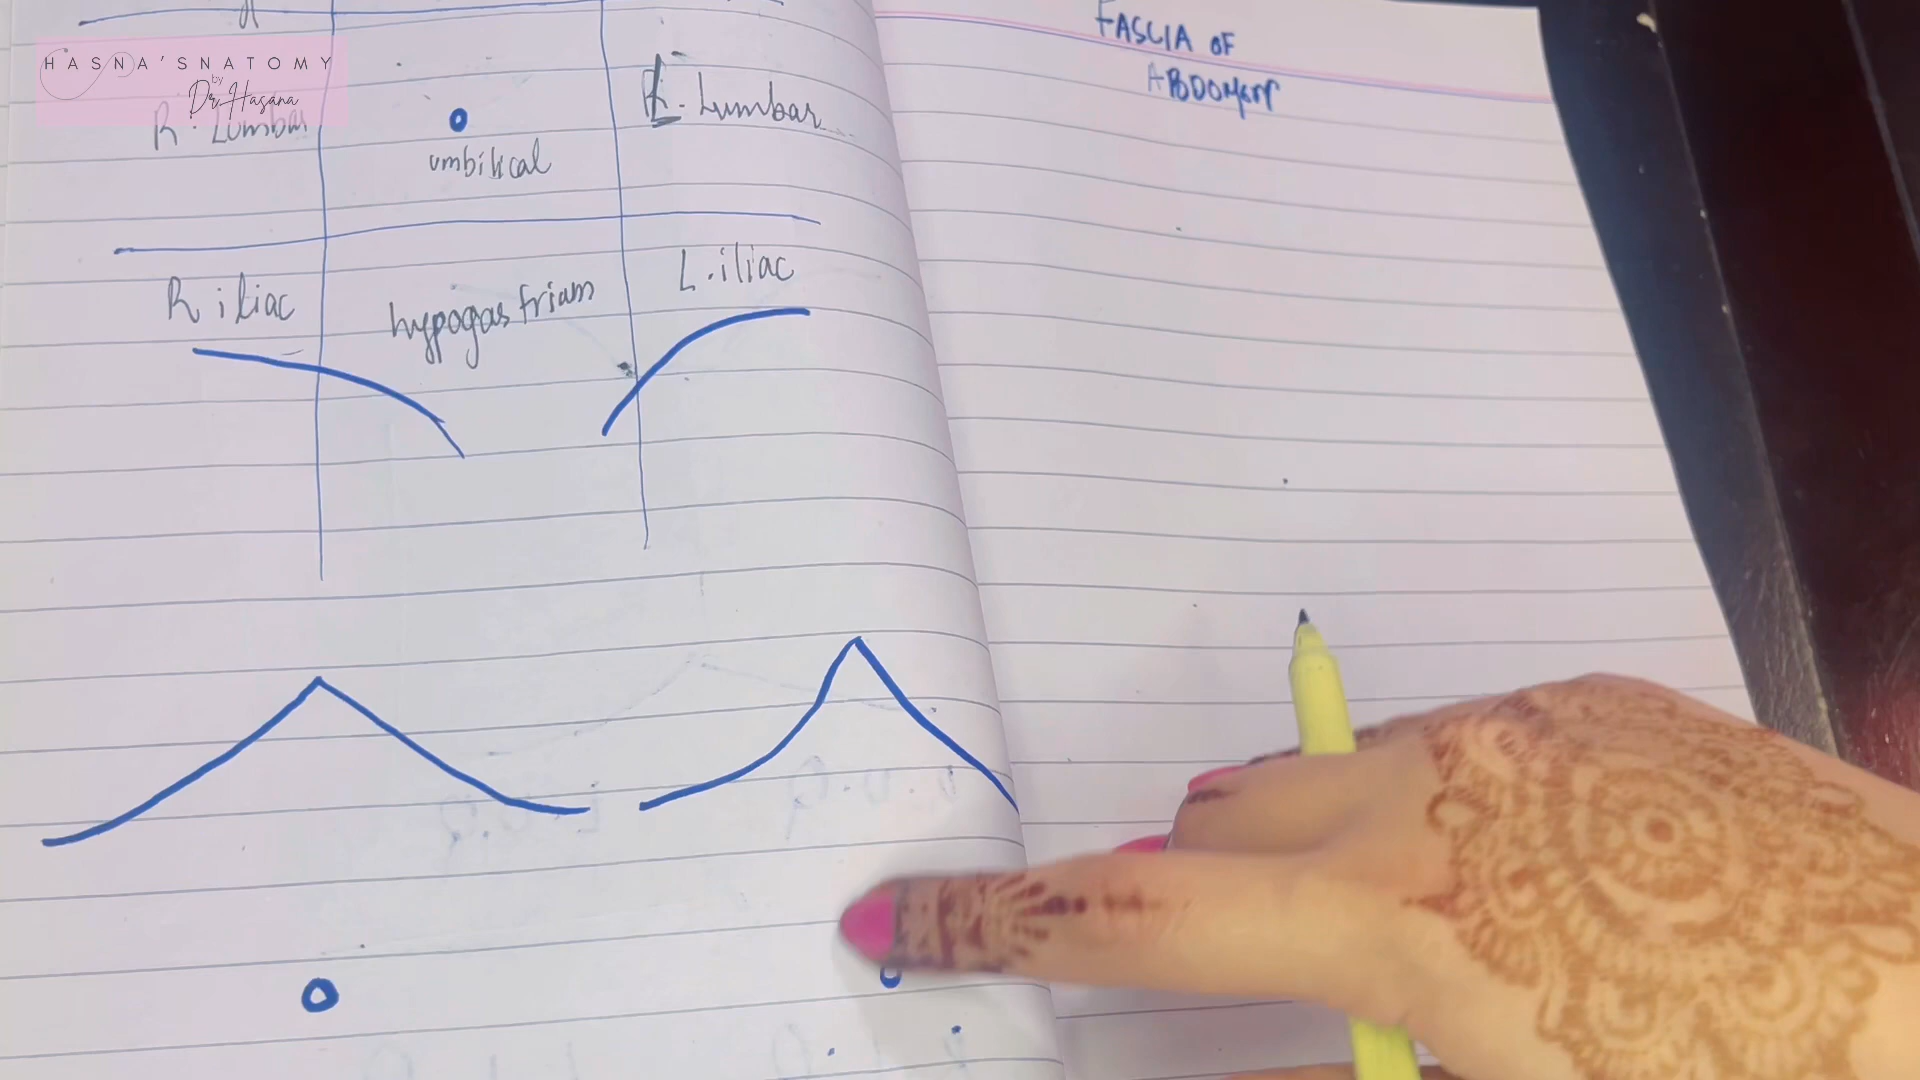 HASNA'SNATOMY
by
Dr. Hasana
R. Lumbar
umbilical
L. Lumbar
R iliac
hypogastrium
L. iliac
FASCIA OF
ABDOMEN